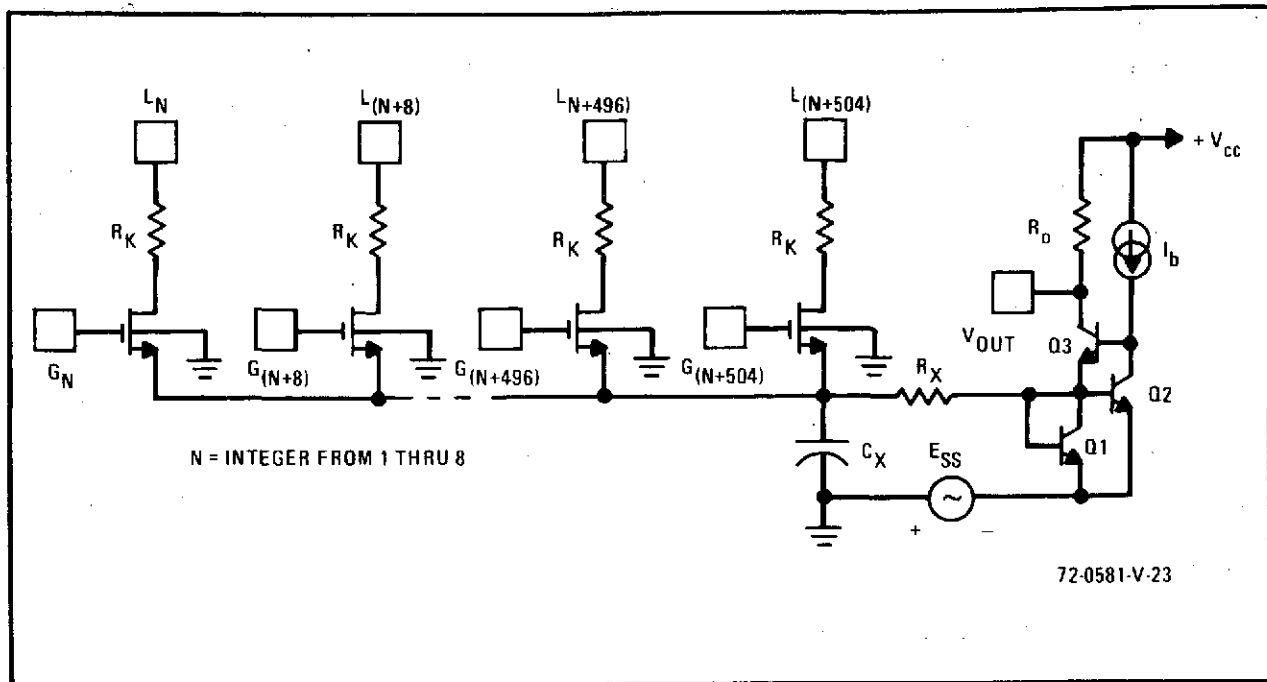 L_N L_(N+8) L_N+496) L_(N+504)
+ V_cc
R_K R_K R_K R_K R_o I_b
G_N G_(N+8) G_(N+496) G_(N+504) V_OUT Q3
R_X Q2
N = INTEGER FROM 1 THRU 8 C_X E_SS Q1
+ ~ −
72-0581-V-23